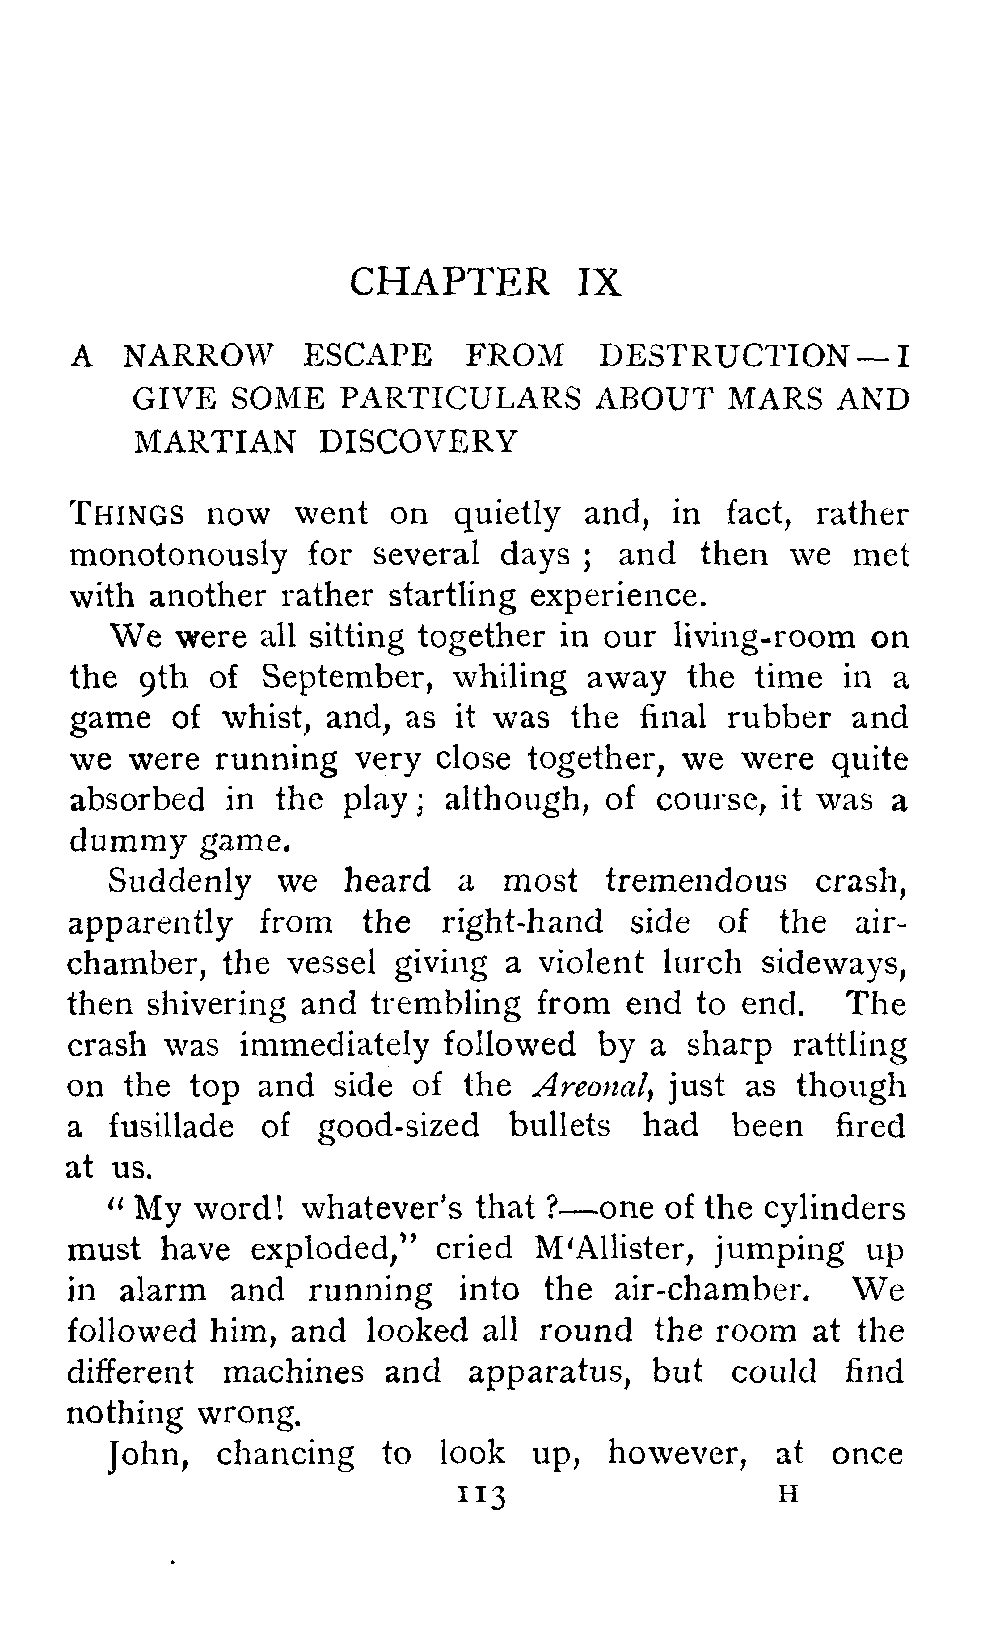 CHAPTER IX
A NARROW ESCAPE FROM DESTRUCTION—I
GIVE SOME PARTICULARS ABOUT MARS AND
MARTIAN DISCOVERY
THINGS now went on quietly and, in fact, rather
monotonously for several days ; and then we met
with another rather startling experience.
We were all sitting together in our living-room on
the 9th of September, whiling away the time in a
game of whist, and, as it was the final rubber and
we were running very close together, we were quite
absorbed in the play; although, of course, it was a
dummy game.
Suddenly we heard a most tremendous crash,
apparently from the right-hand side of the air-
chamber, the vessel giving a violent lurch sideways,
then shivering and trembling from end to end. The
crash was immediately followed by a sharp rattling
on the top and side of the Areonal, just as though
a fusillade of good-sized bullets had been fired
at us.
“ My word! whatever's that ?—one of the cylinders
must have exploded,” cried M‘Allister, jumping up
in alarm and running into the air-chamber. We
followed him, and looked all round the room at the
different machines and apparatus, but could find
nothing wrong.
John, chancing to look up, however, at once
113 H